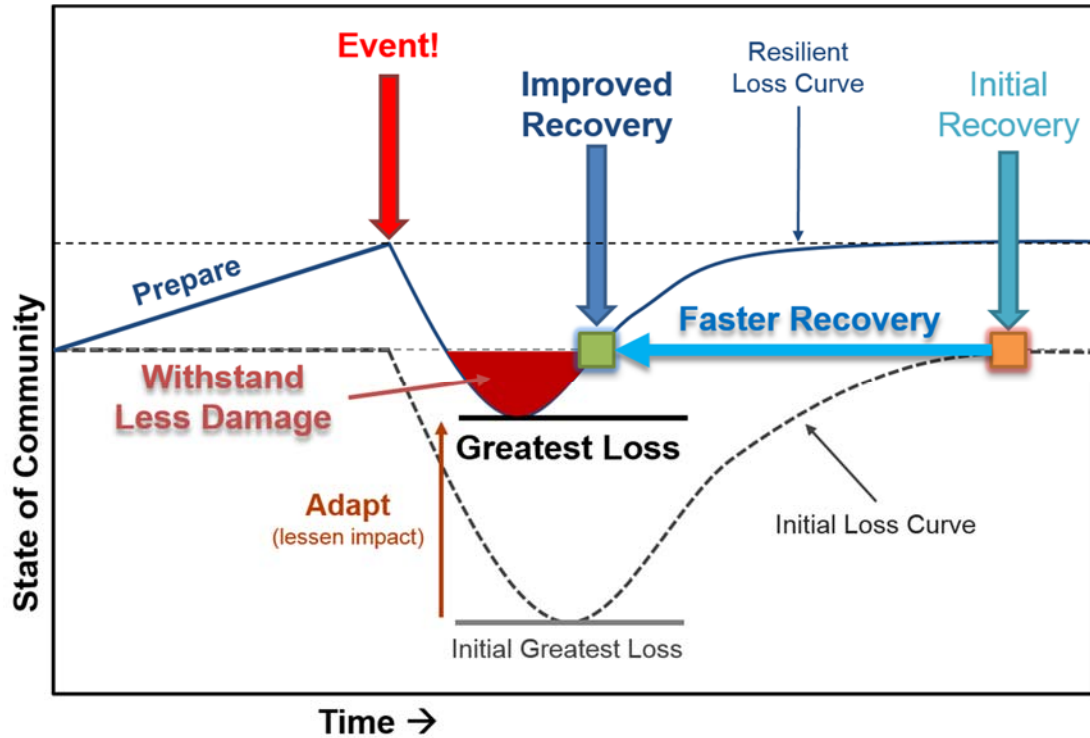 Event!
Improved
Recovery
Resilient
Loss Curve
Initial
Recovery
Prepare
Faster Recovery
Withstand
Less Damage
Greatest Loss
Adapt
(lessen impact)
Initial Loss Curve
Initial Greatest Loss
State of Community
Time →